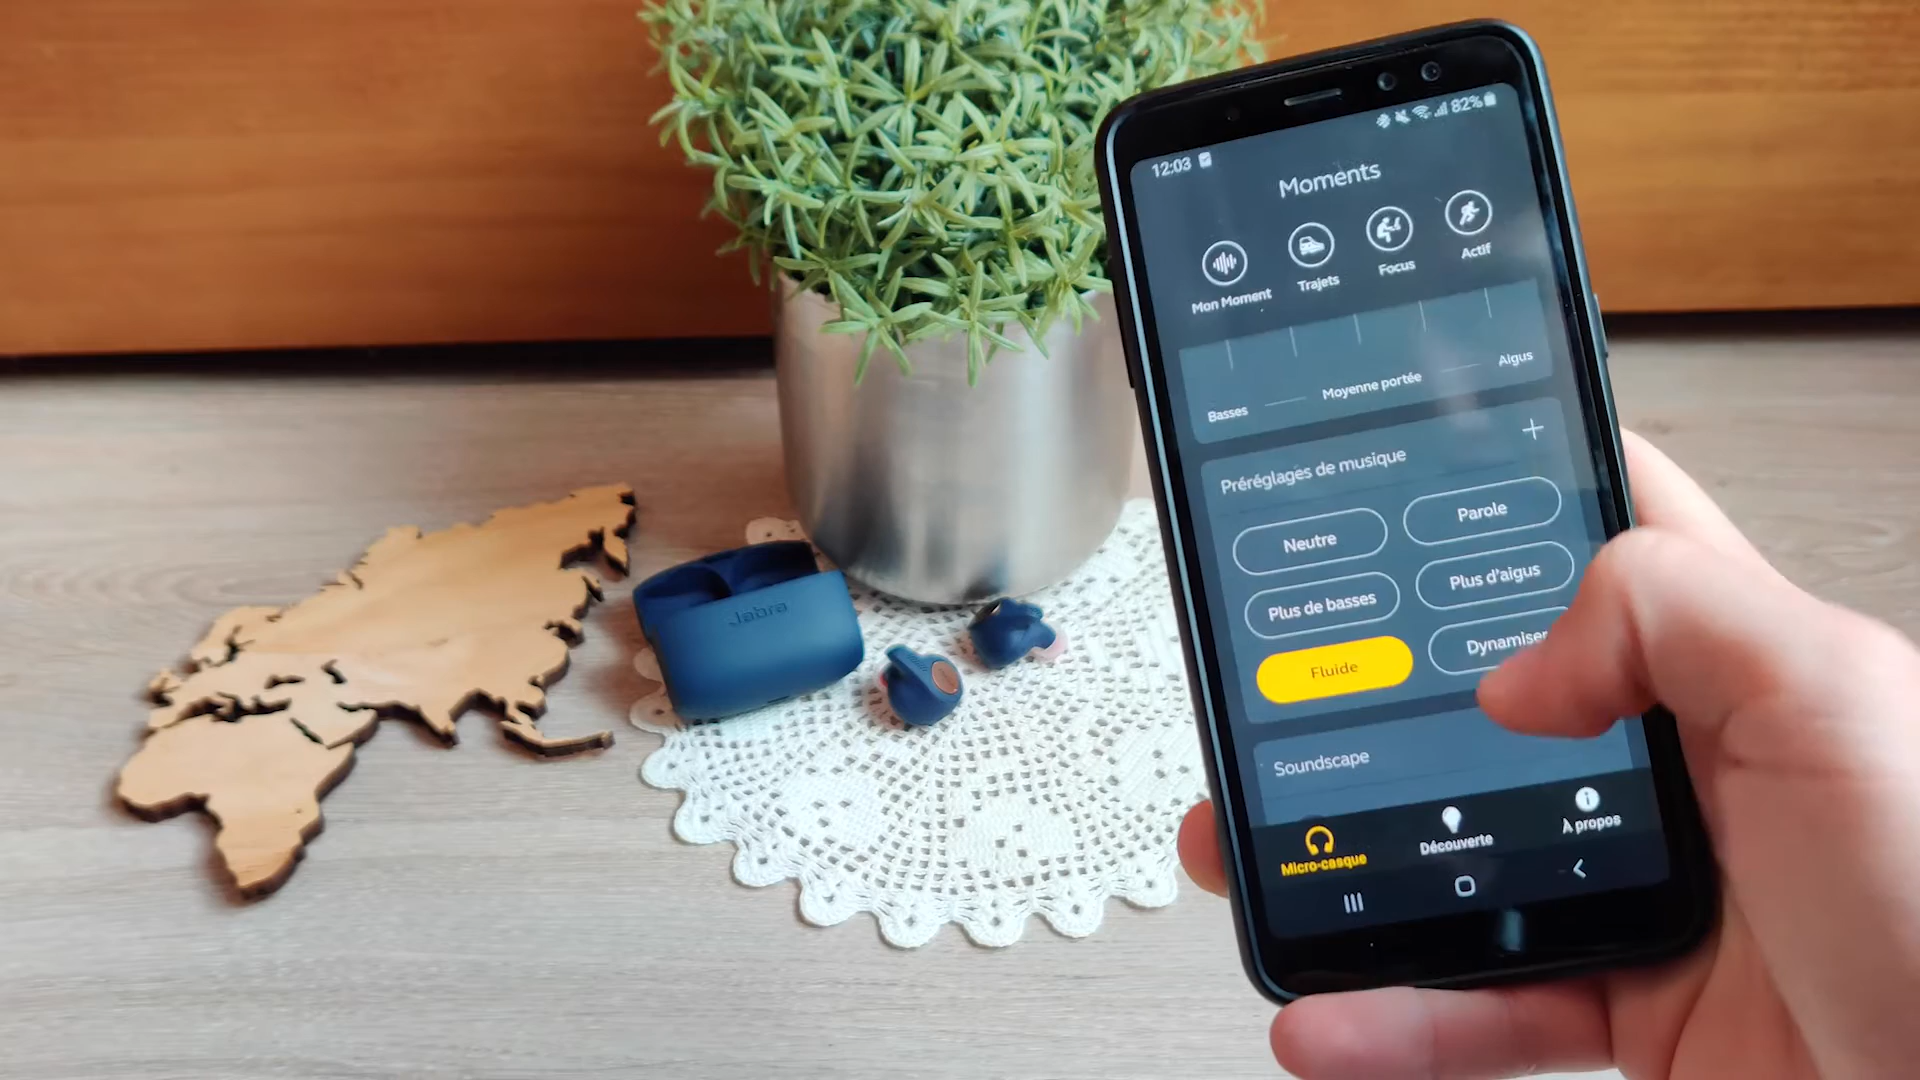 Jabra
12:03
82%
Moments
Mon Moment
Trajets
Focus
Actif
Basses
Moyenne portée
Aigus
Préréglages de musique
Neutre
Parole
Plus de basses
Plus d'aigus
Fluide
Dynamiser
Soundscape
Micro-casque
Découverte
À propos